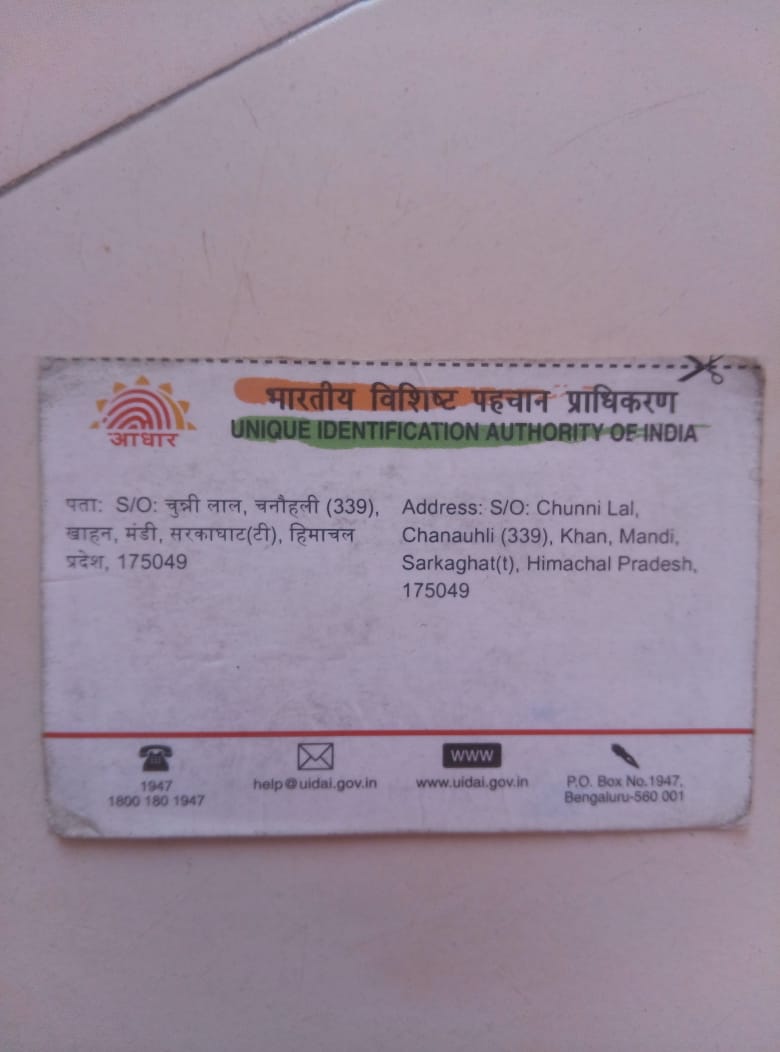 भारतीय विशिष्ट पहचान प्राधिकरण
UNIQUE IDENTIFICATION AUTHORITY OF INDIA
आधार
पता: S/O: चुन्नी लाल, चनौहली (339),
खाहन, मंडी, सरकाघाट(टी), हिमाचल
प्रदेश, 175049
Address: S/O: Chunni Lal,
Chanauhli (339), Khan, Mandi,
Sarkaghat(t), Himachal Pradesh,
175049
1947
1800 180 1947
help@uidai.gov.in
WWW
www.uidai.gov.in
P.O. Box No.1947,
Bengaluru-560 001